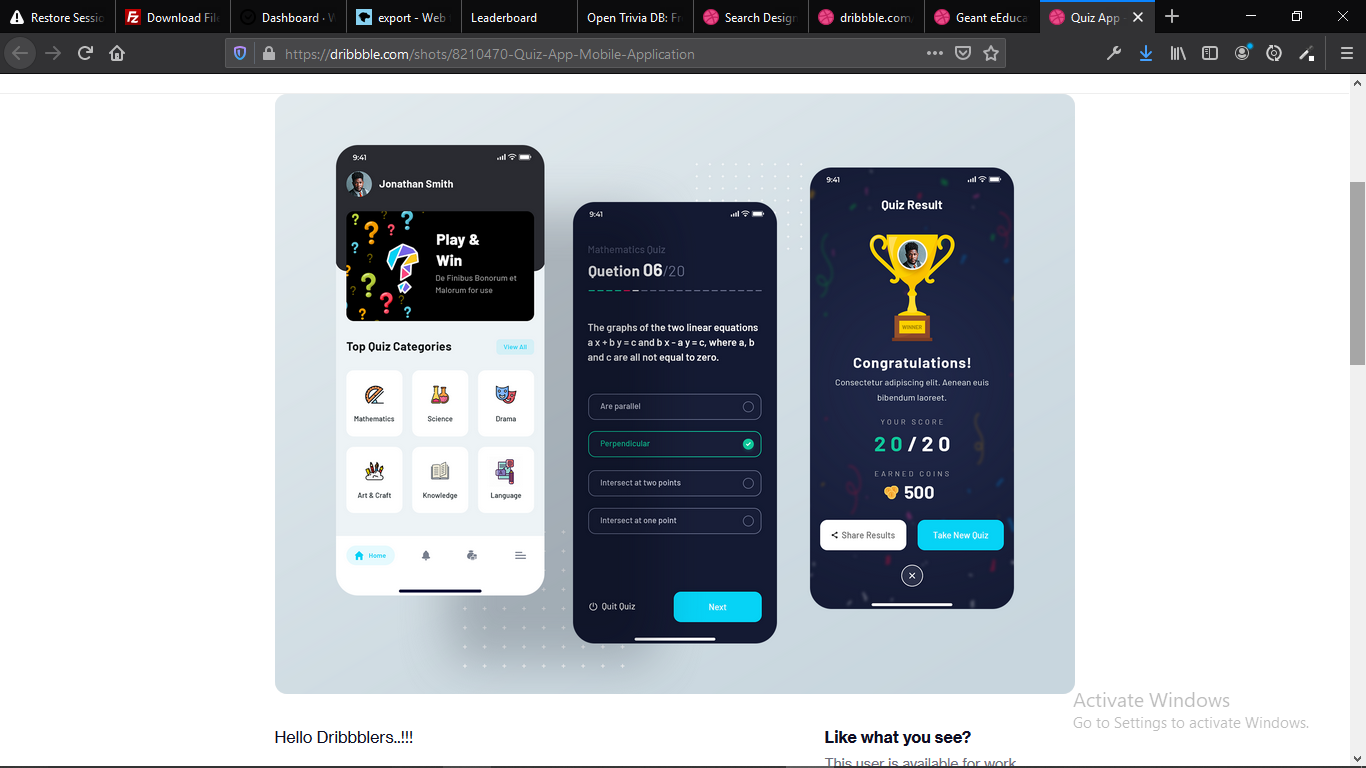 Restore Sessio
Download File
Dashboard - W
export - Web
Leaderboard
Open Trivia DB: Fr
Search Design
dribbble.com/
Geant eEduca
Quiz App -
https://dribbble.com/shots/8210470-Quiz-App-Mobile-Application
9:41
Jonathan Smith
Play &
Win
De Finibus Bonorum et
Malorum for use
Top Quiz Categories
View All
Mathematics
Science
Drama
Art & Craft
Knowledge
Language
Home
9:41
Mathematics Quiz
Quetion 06/20
The graphs of the two linear equations
a x + b y = c and b x - a y = c, where a, b
and c are all not equal to zero.
Are parallel
Perpendicular
Intersect at two points
Intersect at one point
Quit Quiz
Next
9:41
Quiz Result
WINNER
Congratulations!
Consectetur adipiscing elit. Aenean euis
bibendum laoreet.
YOUR SCORE
20/20
EARNED COINS
500
Share Results
Take New Quiz
Activate Windows
Go to Settings to activate Windows.
Hello Dribbblers..!!!
Like what you see?
This user is available for work